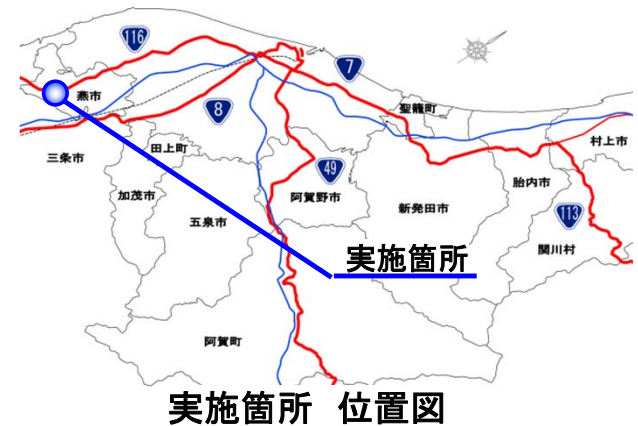 116
7
燕市
8
聖籠町
村上市
三条市
田上町
49
加茂市
阿賀野市
胎内市
五泉市
新発田市
113
関川村
実施箇所
阿賀町
実施箇所 位置図